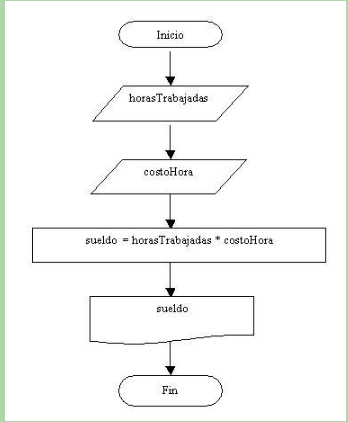 Inicio
horasTrabajadas
costoHora
sueldo = horasTrabajadas * costoHora
sueldo
Fin